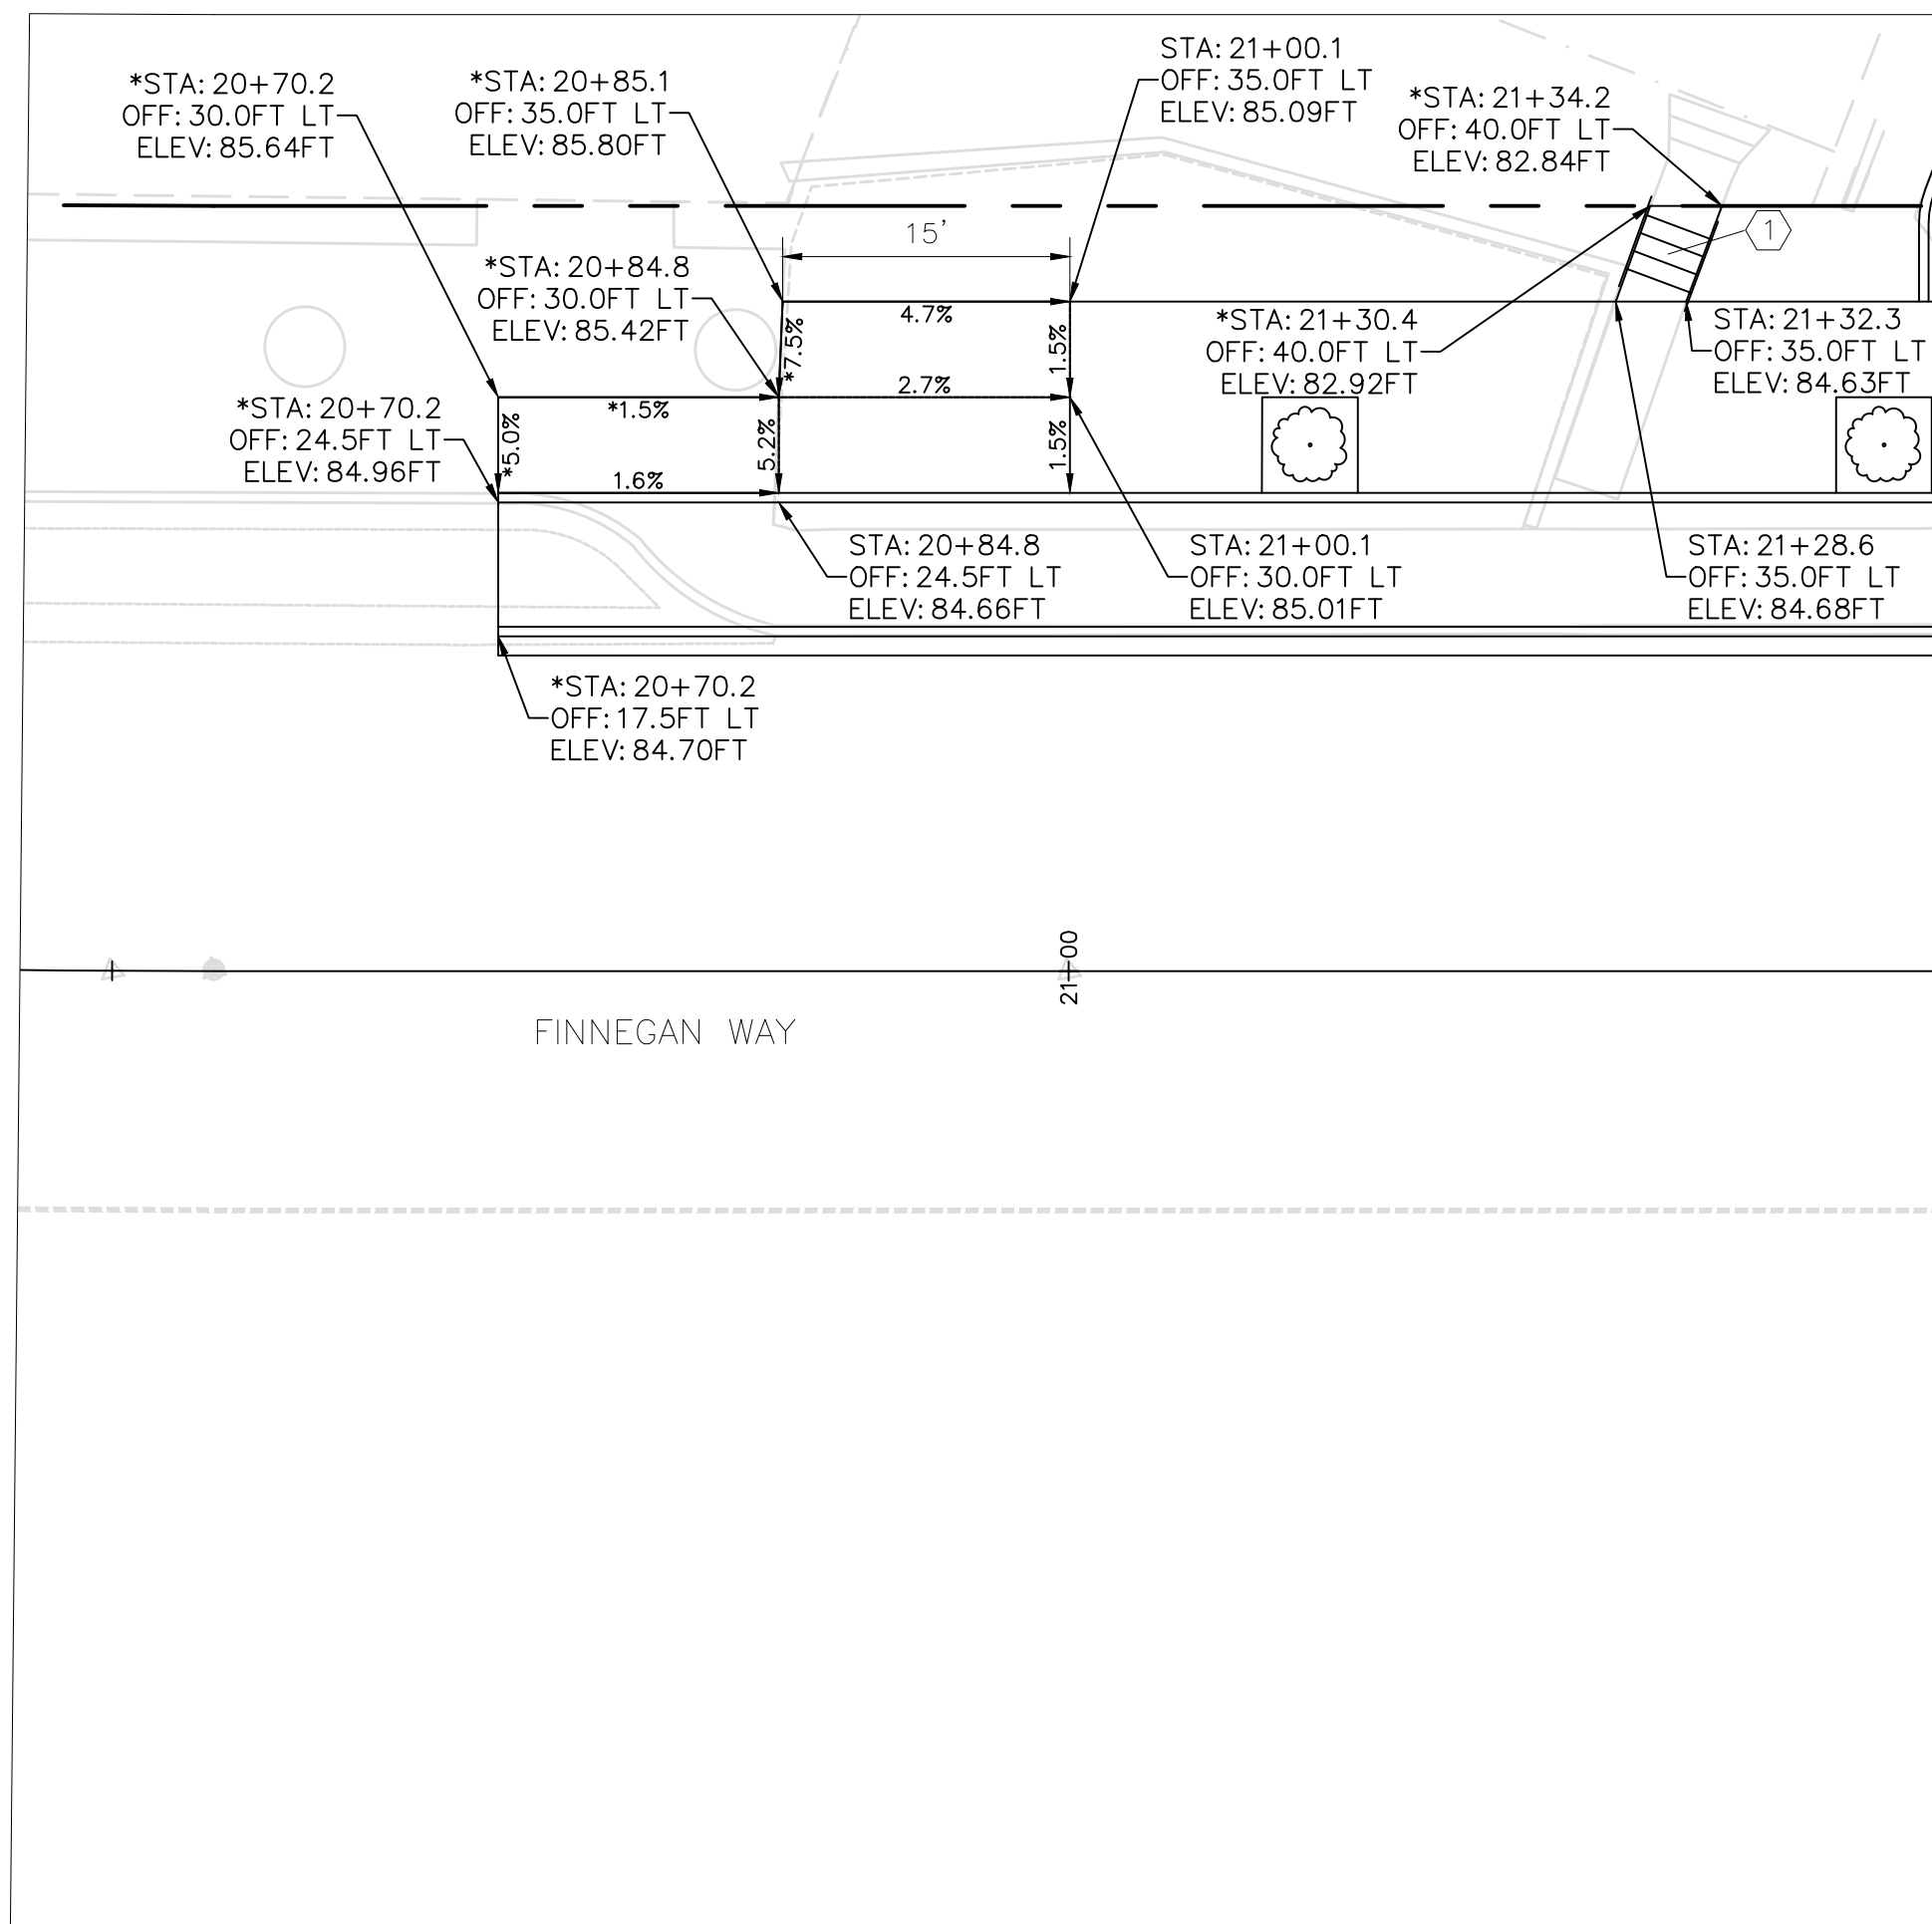 *STA: 20+70.2
OFF: 30.0FT LT
ELEV: 85.64FT
*STA: 20+85.1
OFF: 35.0FT LT
ELEV: 85.80FT
STA: 21+00.1
OFF: 35.0FT LT
ELEV: 85.09FT
*STA: 21+34.2
OFF: 40.0FT LT
ELEV: 82.84FT
15'
1
*STA: 20+84.8
OFF: 30.0FT LT
ELEV: 85.42FT
4.7%
*7.5%
1.5%
*STA: 21+30.4
OFF: 40.0FT LT
ELEV: 82.92FT
STA: 21+32.3
OFF: 35.0FT LT
ELEV: 84.63FT
2.7%
*1.5%
*STA: 20+70.2
OFF: 24.5FT LT
ELEV: 84.96FT
*5.0%
5.2%
1.5%
1.6%
STA: 20+84.8
OFF: 24.5FT LT
ELEV: 84.66FT
STA: 21+00.1
OFF: 30.0FT LT
ELEV: 85.01FT
STA: 21+28.6
OFF: 35.0FT LT
ELEV: 84.68FT
*STA: 20+70.2
OFF: 17.5FT LT
ELEV: 84.70FT
21+00
FINNEGAN WAY